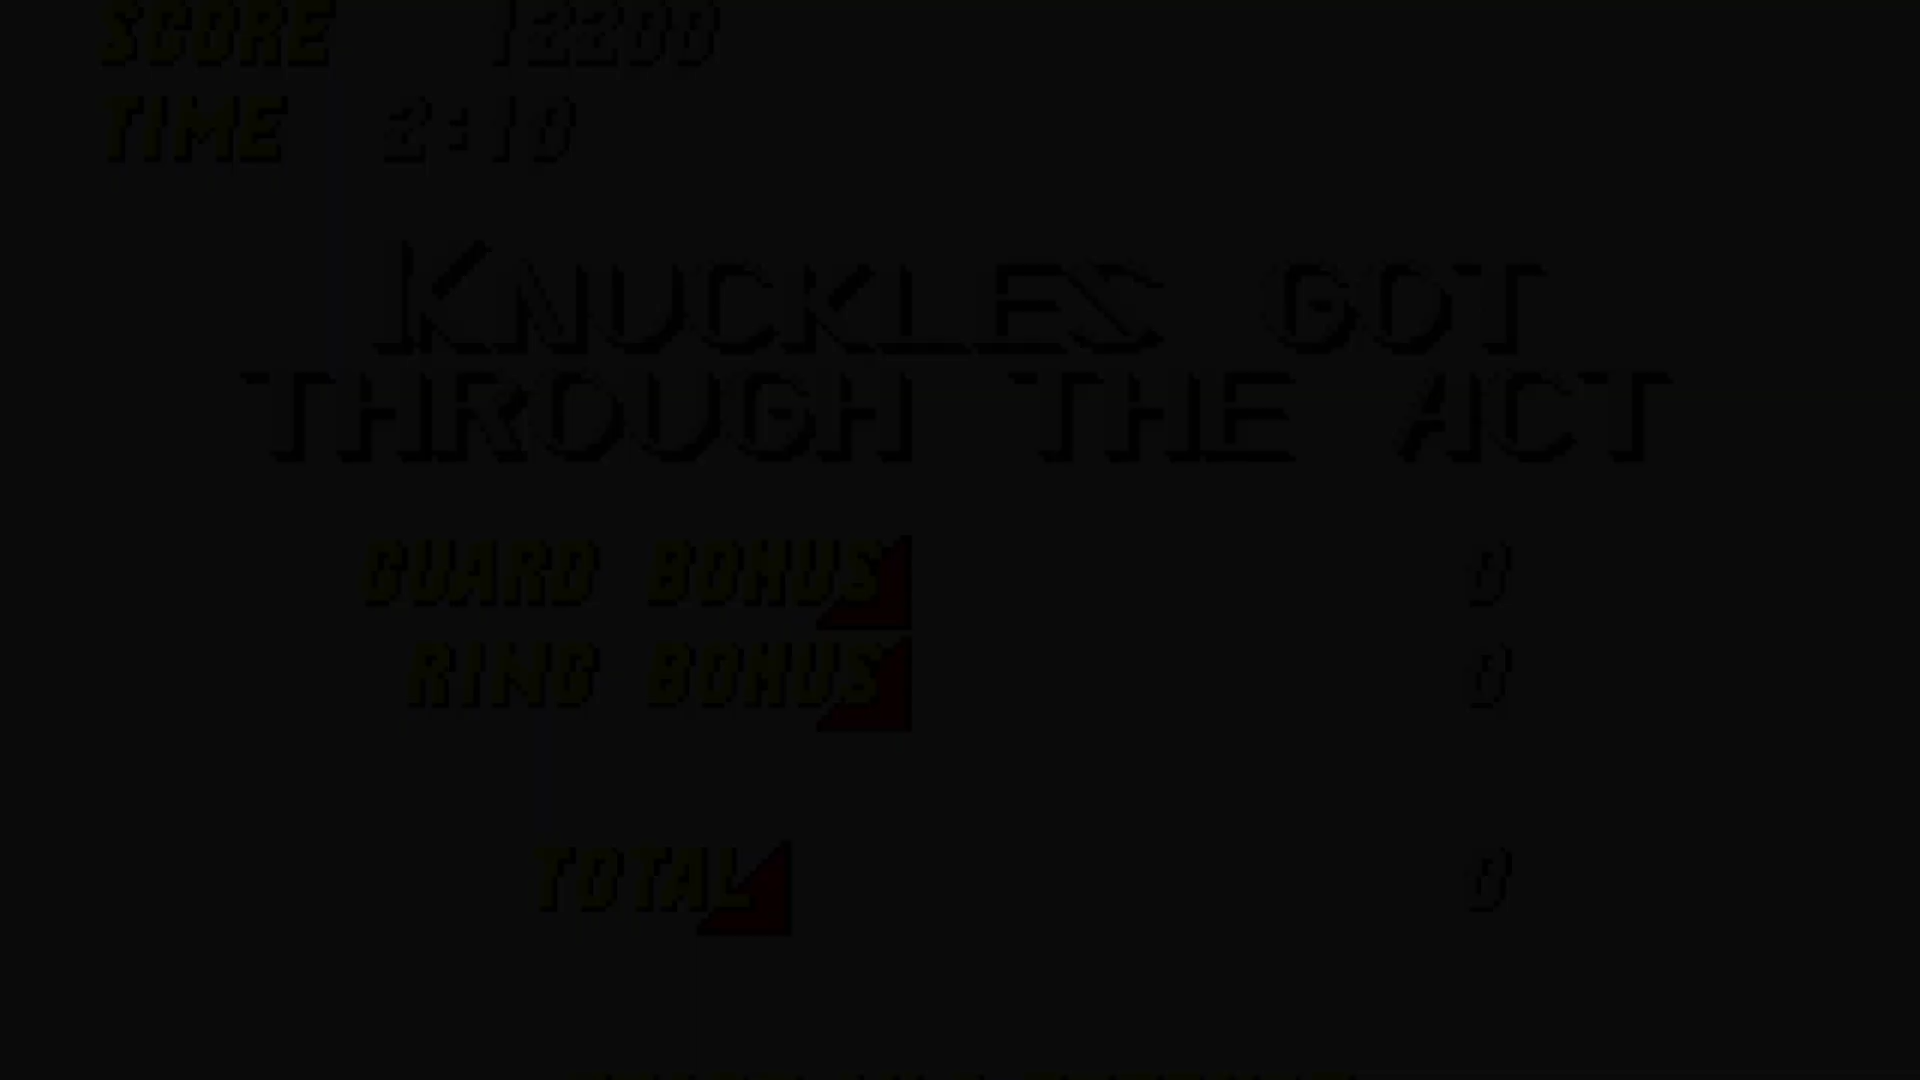 SCORE 12200
TIME 2:10
KNUCKLES GOT
THROUGH THE ACT
GUARD BONUS 0
RING BONUS 0
TOTAL 0